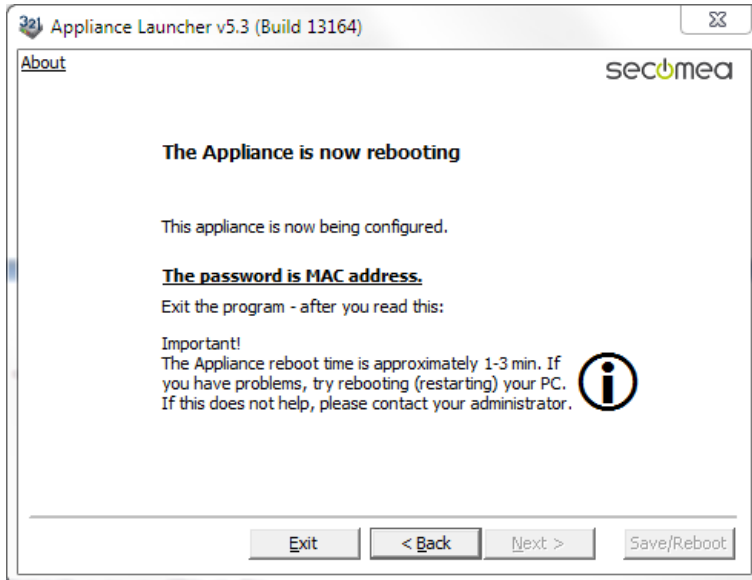 Appliance Launcher v5.3 (Build 13164)
About
secomea
The Appliance is now rebooting
This appliance is now being configured.
The password is MAC address.
Exit the program - after you read this:
Important!
The Appliance reboot time is approximately 1-3 min. If
you have problems, try rebooting (restarting) your PC.
If this does not help, please contact your administrator.
Exit
< Back
Next >
Save/Reboot